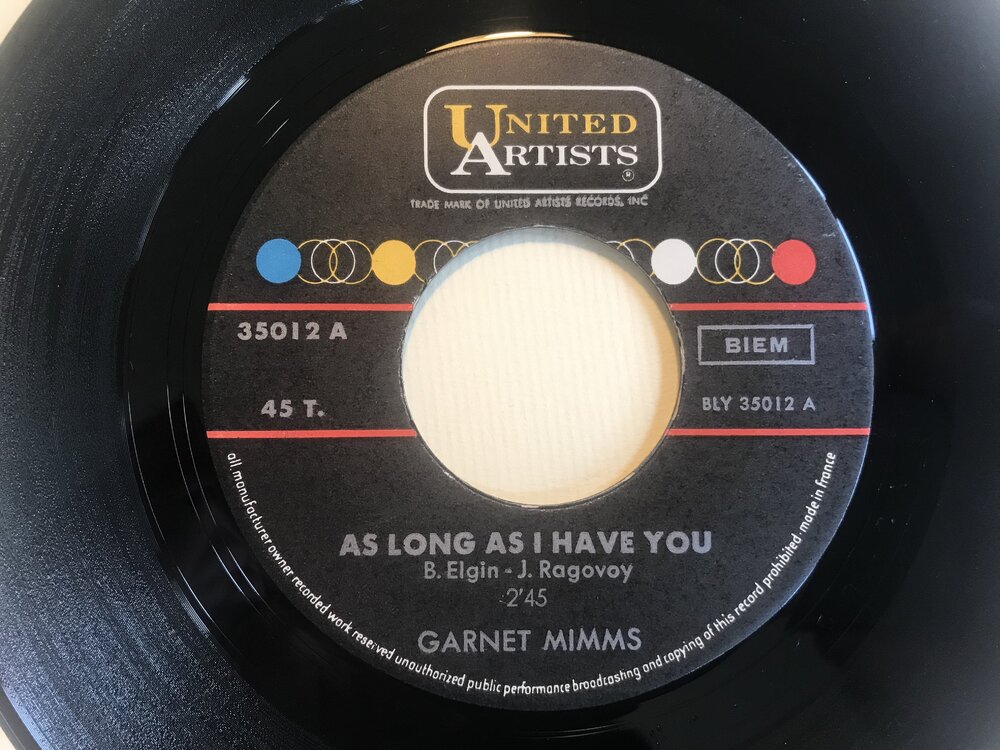 UNITED
ARTISTS
®
TRADE MARK OF UNITED ARTISTS RECORDS, INC
35012 A
BIEM
45 T.
BLY 35012 A
AS LONG AS I HAVE YOU
B. Elgin - J. Ragovoy
2'45
GARNET MIMMS
all manufacturer owner recorded work reserved unauthorized public performance broadcasting and copying of this record prohibited - made in france